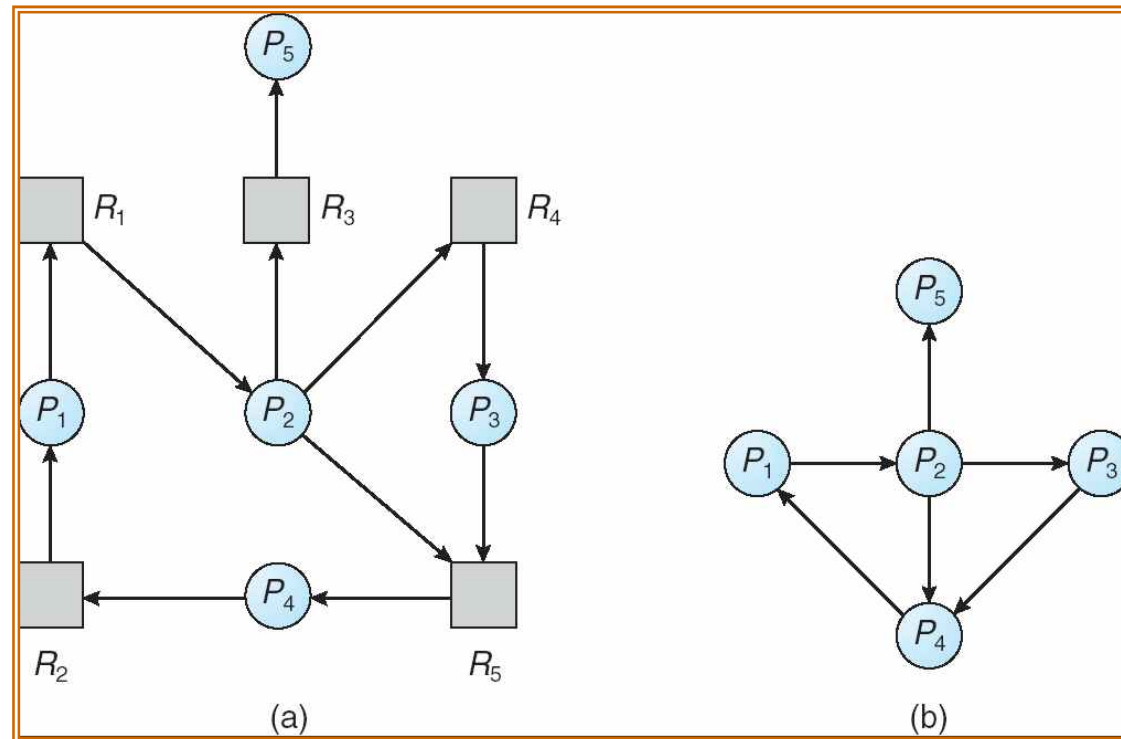 P₅
R₁ R₃ R₄
P₁ P₂ P₃
P₄
R₂ R₅
(a)
P₅
P₁ P₂ P₃
P₄
(b)